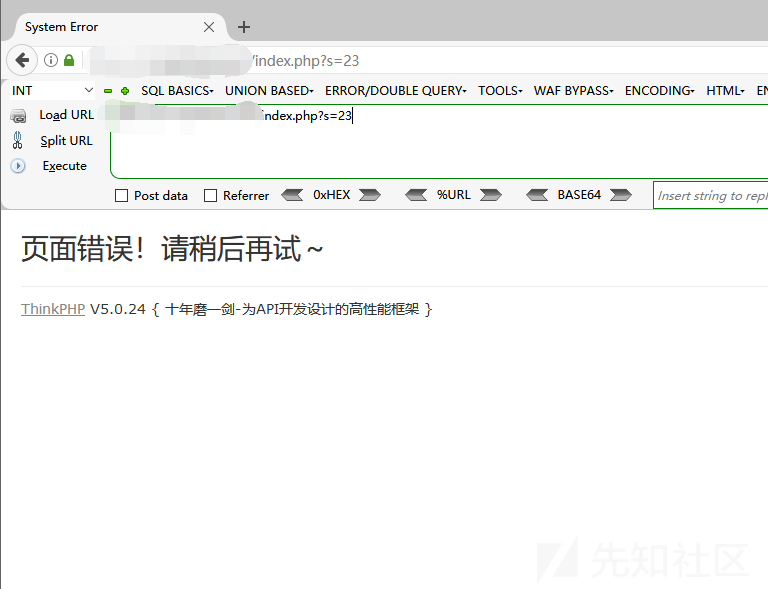 System Error
/index.php?s=23
INT SQL BASICS UNION BASED ERROR/DOUBLE QUERY TOOLS WAF BYPASS ENCODING HTML
Load URL index.php?s=23
Split URL
Execute
Post data Referrer 0xHEX %URL BASE64 Insert string to repl
页面错误！请稍后再试～
ThinkPHP V5.0.24 { 十年磨一剑-为API开发设计的高性能框架 }
先知社区